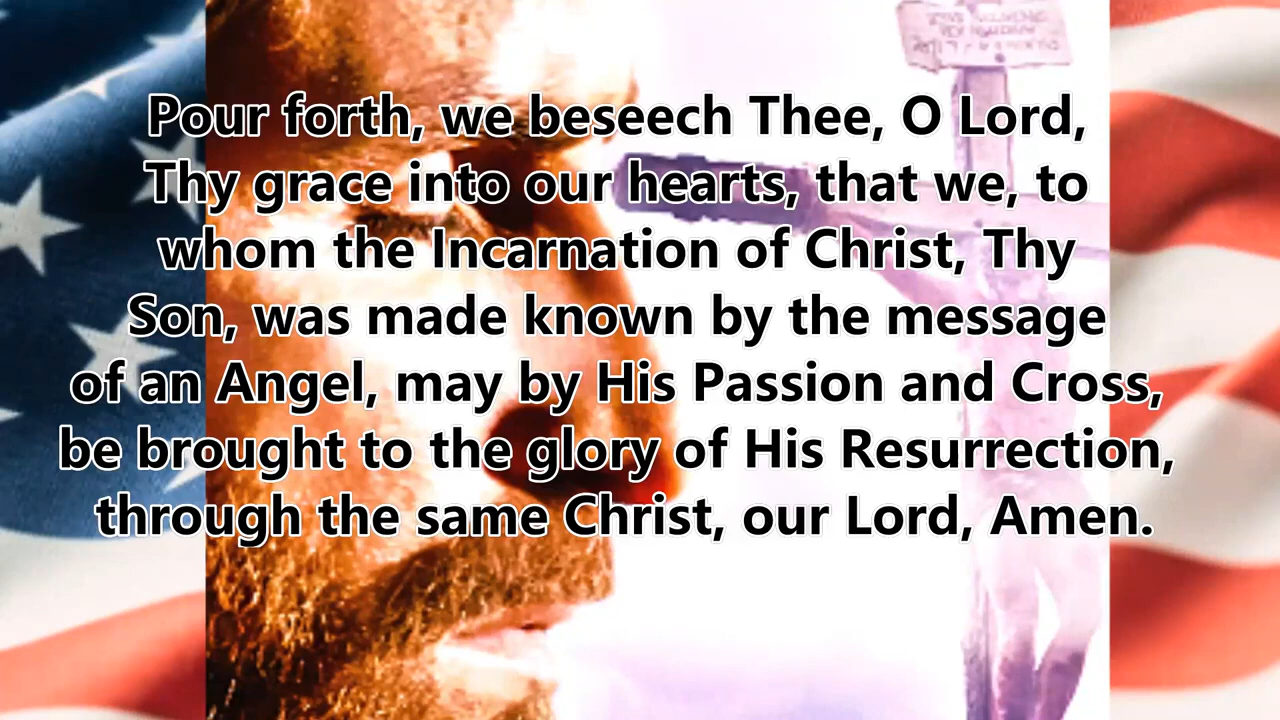 Pour forth, we beseech Thee, O Lord,
Thy grace into our hearts, that we, to
whom the Incarnation of Christ, Thy
Son, was made known by the message
of an Angel, may by His Passion and Cross,
be brought to the glory of His Resurrection,
through the same Christ, our Lord, Amen.